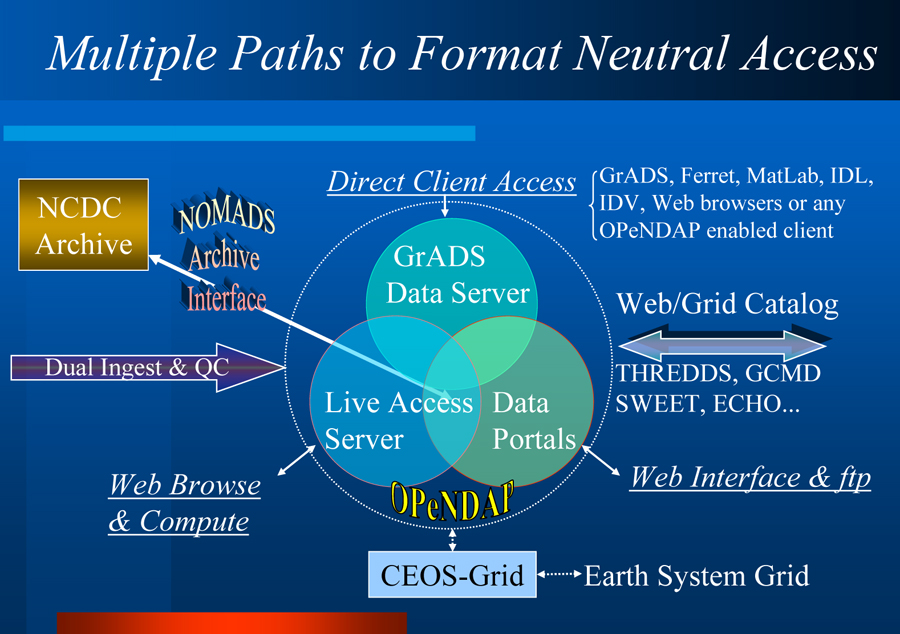 Multiple Paths to Format Neutral Access
Direct Client Access
GrADS, Ferret, MatLab, IDL,
IDV, Web browsers or any
OPeNDAP enabled client
NCDC
Archive
NOMADS
Archive
Interface
GrADS
Data Server
Web/Grid Catalog
Dual Ingest & QC
THREDDS, GCMD
SWEET, ECHO...
Live Access
Server
Data
Portals
Web Browse
& Compute
OPeNDAP
Web Interface & ftp
CEOS-Grid
Earth System Grid